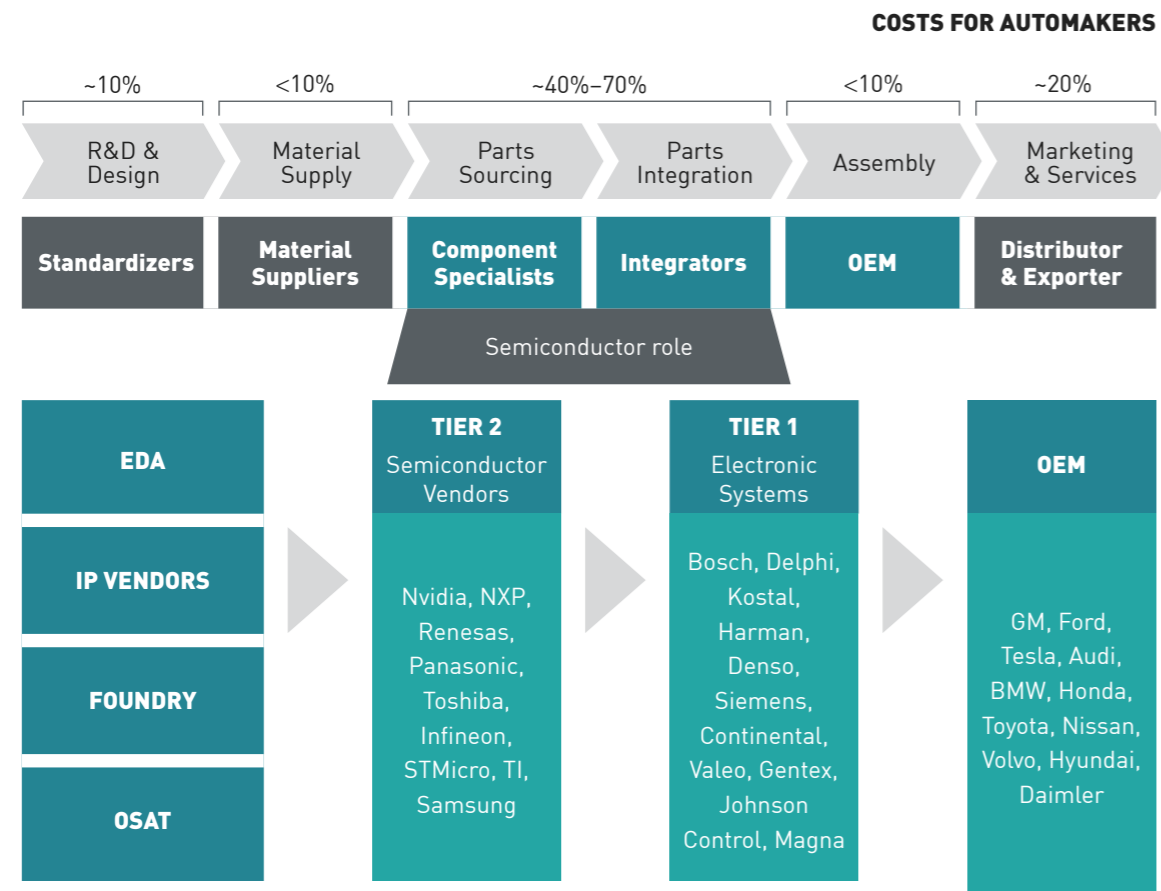 COSTS FOR AUTOMAKERS
~10%
<10%
~40%–70%
<10%
~20%
R&D &
Design
Material
Supply
Parts
Sourcing
Parts
Integration
Assembly
Marketing
& Services
Standardizers
Material
Suppliers
Component
Specialists
Integrators
OEM
Distributor
& Exporter
Semiconductor role
EDA
IP VENDORS
FOUNDRY
OSAT
TIER 2
Semiconductor
Vendors
Nvidia, NXP,
Renesas,
Panasonic,
Toshiba,
Infineon,
STMicro, TI,
Samsung
TIER 1
Electronic
Systems
Bosch, Delphi,
Kostal,
Harman,
Denso,
Siemens,
Continental,
Valeo, Gentex,
Johnson
Control, Magna
OEM
GM, Ford,
Tesla, Audi,
BMW, Honda,
Toyota, Nissan,
Volvo, Hyundai,
Daimler